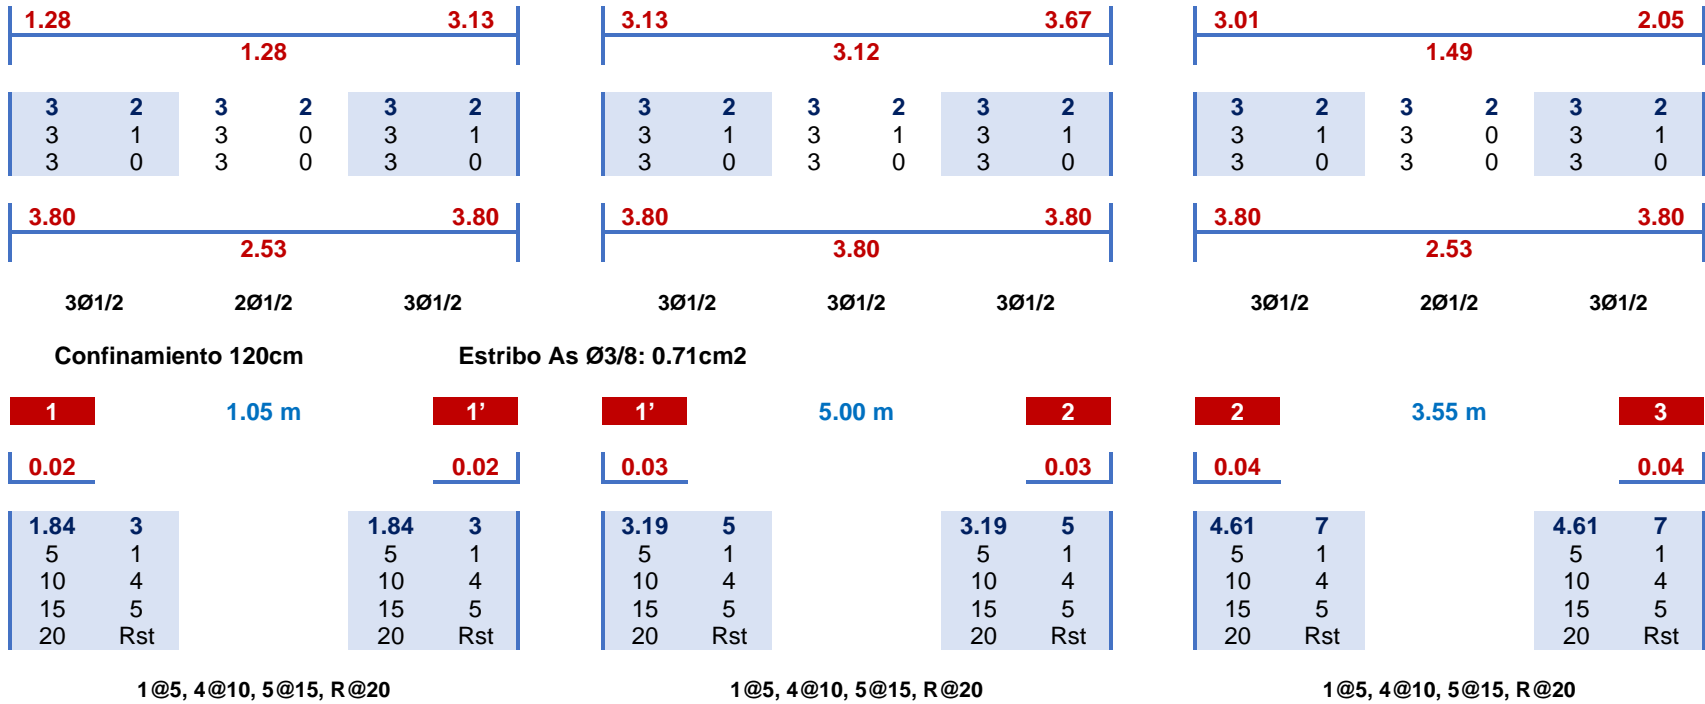 1.28 3.13 3.13 3.67 3.01 2.05
1.28 3.12 1.49
3 2 3 2 3 2 3 2 3 2 3 2 3 2 3 2 3 2
3 1 3 0 3 1 3 1 3 1 3 1 3 1 3 0 3 1
3 0 3 0 3 0 3 0 3 0 3 0 3 0 3 0 3 0
3.80 3.80 3.80 3.80 3.80 3.80
2.53 3.80 2.53
3Ø1/2 2Ø1/2 3Ø1/2 3Ø1/2 3Ø1/2 3Ø1/2 3Ø1/2 2Ø1/2 3Ø1/2
Confinamiento 120cm Estribo As Ø3/8: 0.71cm2
1 1.05 m 1’ 1’ 5.00 m 2 2 3.55 m 3
0.02 0.02 0.03 0.03 0.04 0.04
1.84 3 1.84 3 3.19 5 3.19 5 4.61 7 4.61 7
5 1 5 1 5 1 5 1 5 1 5 1
10 4 10 4 10 4 10 4 10 4 10 4
15 5 15 5 15 5 15 5 15 5 15 5
20 Rst 20 Rst 20 Rst 20 Rst 20 Rst 20 Rst
1@5, 4@10, 5@15, R@20 1@5, 4@10, 5@15, R@20 1@5, 4@10, 5@15, R@20